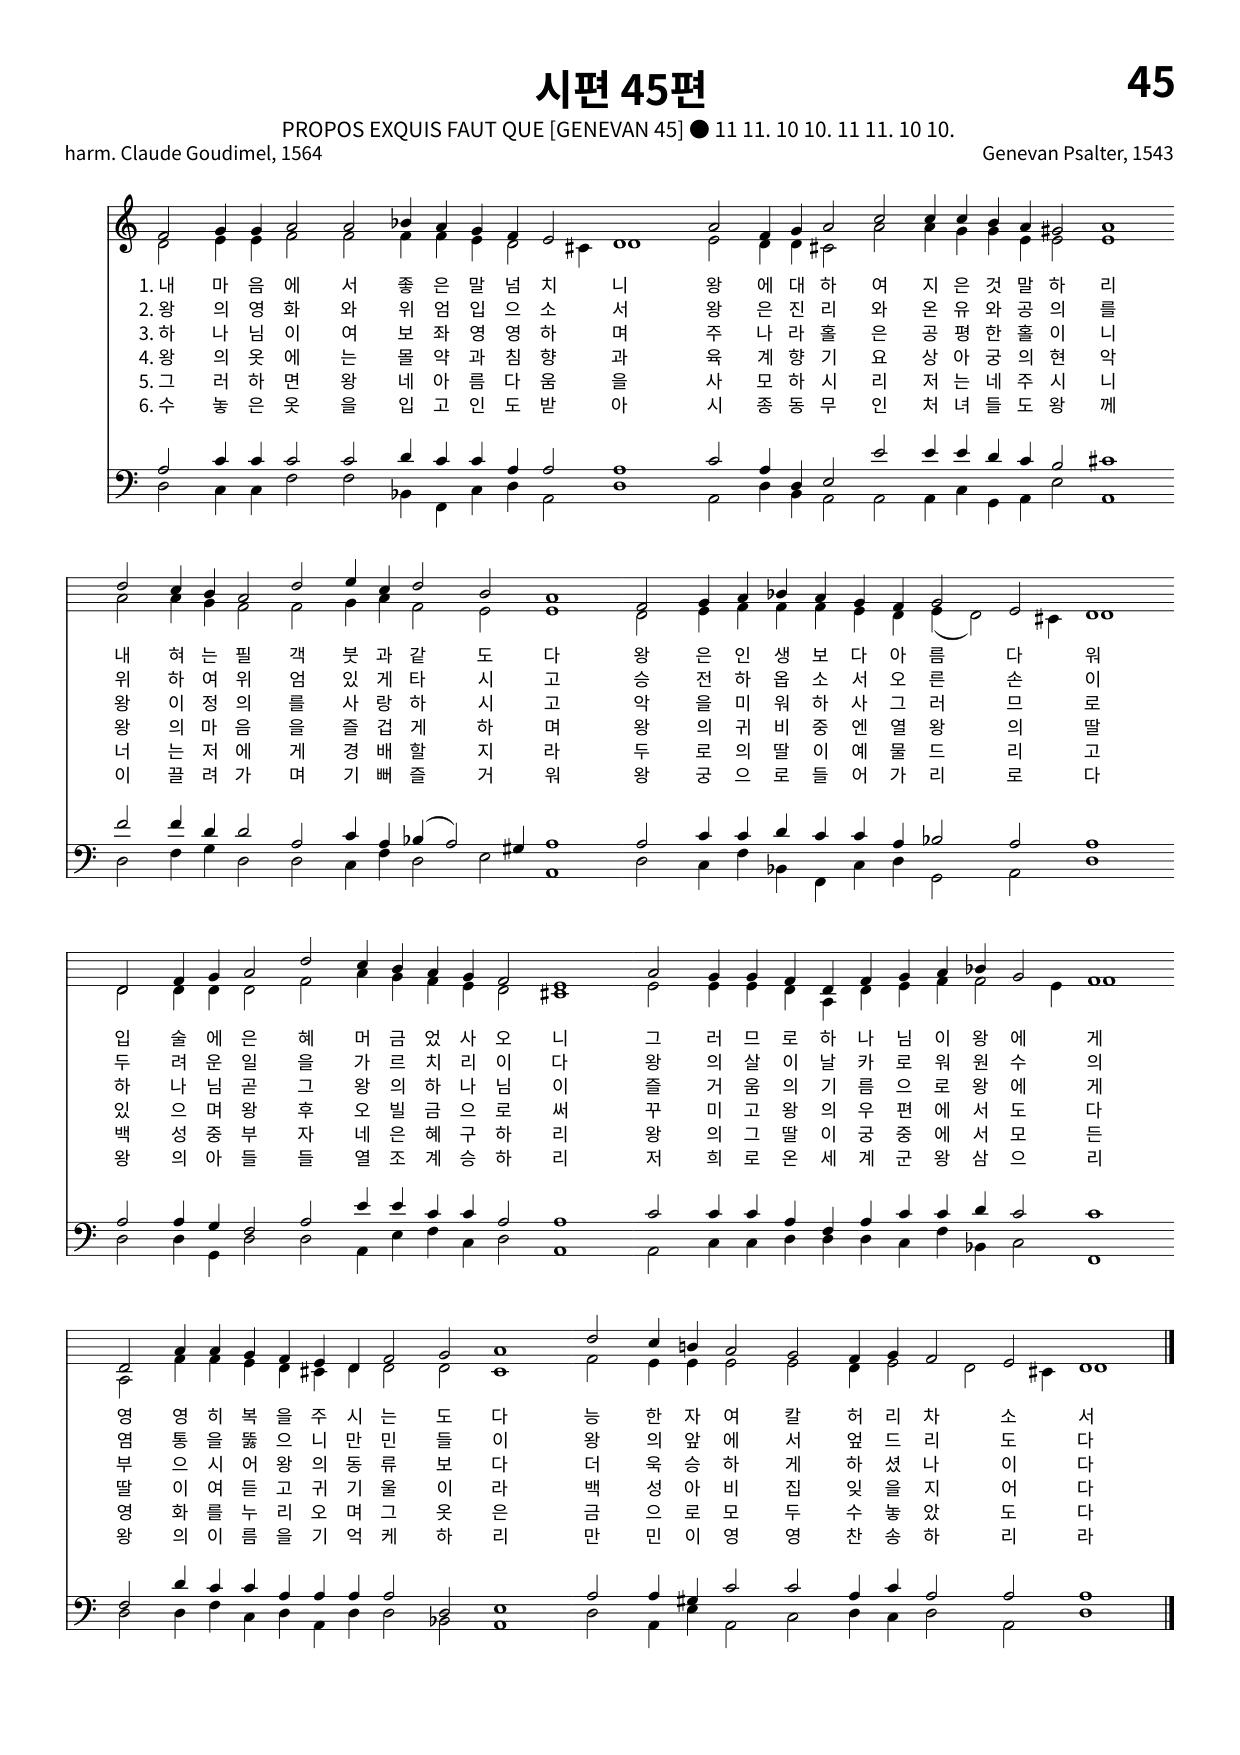 시편 45편
45
PROPOS EXQUIS FAUT QUE [GENEVAN 45] ● 11 11. 10 10. 11 11. 10 10.
harm. Claude Goudimel, 1564
Genevan Psalter, 1543
1. 내 마 음 에 서 좋 은 말 넘 치 니 왕 에 대 하 여 지 은 것 말 하 리
2. 왕 의 영 화 와 위 엄 입 으 소 서 왕 은 진 리 와 온 유 와 공 의 를
3. 하 나 님 이 여 보 좌 영 영 하 며 주 나 라 홀 은 공 평 한 홀 이 니
4. 왕 의 옷 에 는 몰 약 과 침 향 과 육 계 향 기 요 상 아 궁 의 현 악
5. 그 러 하 면 왕 네 아 름 다 움 을 사 모 하 시 리 저 는 네 주 시 니
6. 수 놓 은 옷 을 입 고 인 도 받 아 시 종 동 무 인 처 녀 들 도 왕 께
내 혀 는 필 객 붓 과 같 도 다 왕 은 인 생 보 다 아 름 다 워
위 하 여 위 엄 있 게 타 시 고 승 전 하 옵 소 서 오 른 손 이
왕 이 정 의 를 사 랑 하 시 고 악 을 미 워 하 사 그 러 므 로
왕 의 마 음 을 즐 겁 게 하 며 왕 의 귀 비 중 엔 열 왕 의 딸
너 는 저 에 게 경 배 할 지 라 두 로 의 딸 이 예 물 드 리 고
이 끌 려 가 며 기 뻐 즐 거 워 왕 궁 으 로 들 어 가 리 로 다
입 술 에 은 혜 머 금 었 사 오 니 그 러 므 로 하 나 님 이 왕 에 게
두 려 운 일 을 가 르 치 리 이 다 왕 의 살 이 날 카 로 워 원 수 의
하 나 님 곧 그 왕 의 하 나 님 이 즐 거 움 의 기 름 으 로 왕 에 게
있 으 며 왕 후 오 빌 금 으 로 써 꾸 미 고 왕 의 우 편 에 서 도 다
백 성 중 부 자 네 은 혜 구 하 리 왕 의 그 딸 이 궁 중 에 서 모 든
왕 의 아 들 들 열 조 계 승 하 리 저 희 로 온 세 계 군 왕 삼 으 리
영 영 히 복 을 주 시 는 도 다 능 한 자 여 칼 허 리 차 소 서
염 통 을 뚫 으 니 만 민 들 이 왕 의 앞 에 서 엎 드 리 도 다
부 으 시 어 왕 의 동 류 보 다 더 욱 승 하 게 하 셨 나 이 다
딸 이 여 듣 고 귀 기 울 이 라 백 성 아 비 집 잊 을 지 어 다
영 화 를 누 리 오 며 그 옷 은 금 으 로 모 두 수 놓 았 도 다
왕 의 이 름 을 기 억 케 하 리 만 민 이 영 영 찬 송 하 리 라